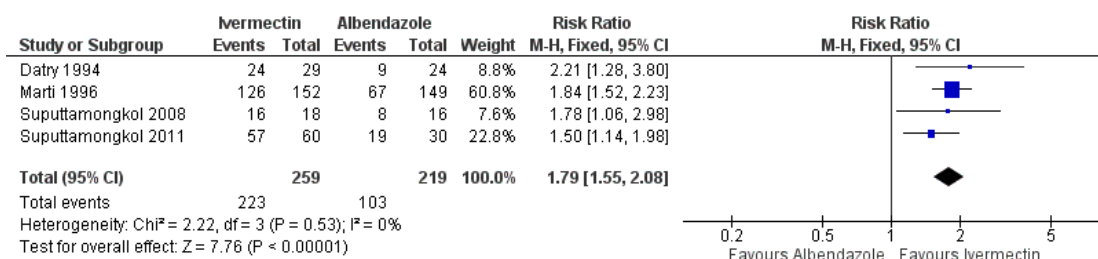 Ivermectin Albendazole Risk Ratio Risk Ratio
Study or Subgroup Events Total Events Total Weight M-H, Fixed, 95% CI M-H, Fixed, 95% CI
Datry 1994 24 29 9 24 8.8% 2.21 [1.28, 3.80]
Marti 1996 126 152 67 149 60.8% 1.84 [1.52, 2.23]
Suputtamongkol 2008 16 18 8 16 7.6% 1.78 [1.06, 2.98]
Suputtamongkol 2011 57 60 19 30 22.8% 1.50 [1.14, 1.98]
Total (95% CI) 259 219 100.0% 1.79 [1.55, 2.08]
Total events 223 103
Heterogeneity: Chi² = 2.22, df = 3 (P = 0.53); I² = 0%
Test for overall effect: Z = 7.76 (P < 0.00001)
0.2 0.5 1 2 5
Favours Albendazole Favours Ivermectin